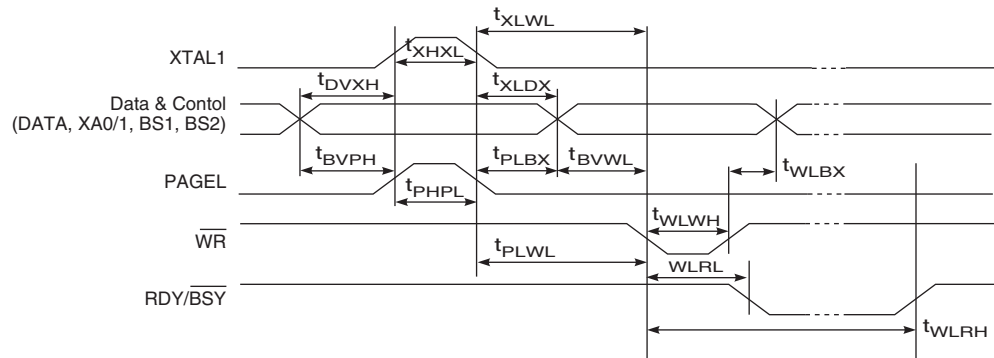 tXLWL
XTAL1
tXHXL
tDVXH
tXLDX
Data & Contol
(DATA, XA0/1, BS1, BS2)
tBVPH
tPLBX
tBVWL
tWLBX
PAGEL
tPHPL
tWLWH
WR
tPLWL
WLRL
RDY/BSY
tWLRH